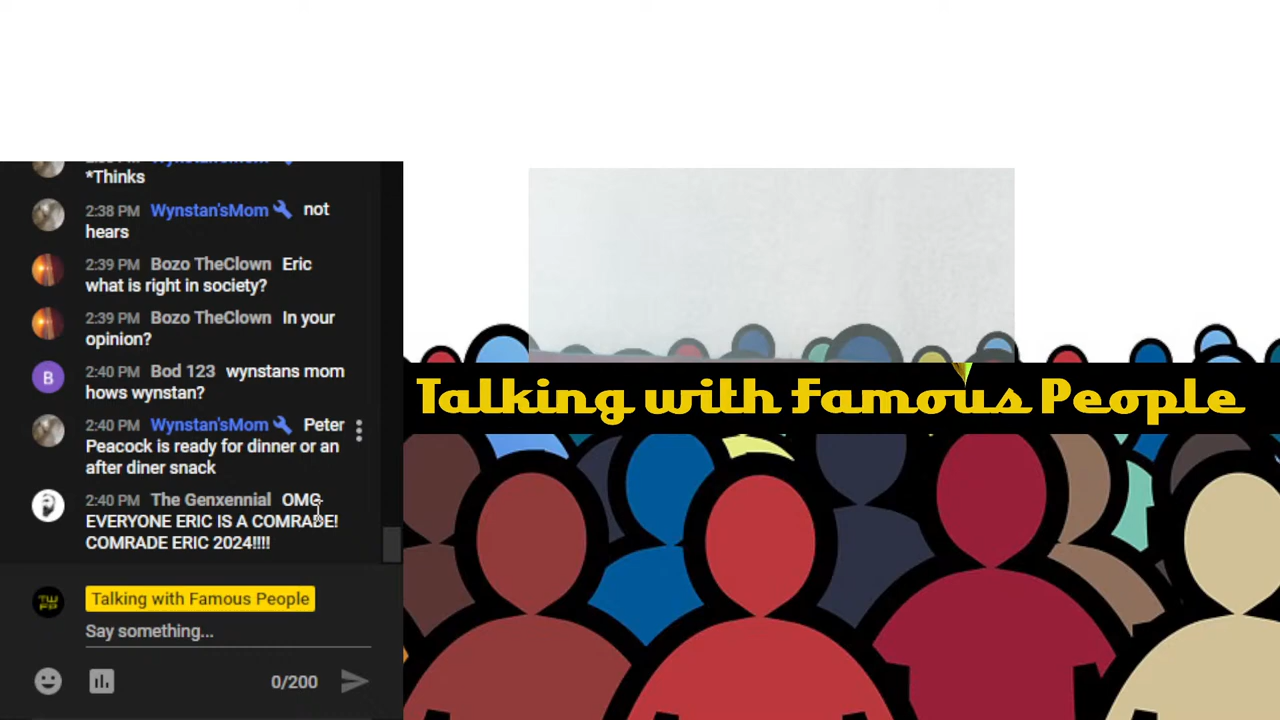 *Thinks
2:38 PM Wynstan'sMom not
hears
2:39 PM Bozo TheClown Eric
what is right in society?
2:39 PM Bozo TheClown In your
opinion?
2:40 PM Bod 123 wynstans mom
B
hows wynstan?
2:40 PM Wynstan'sMom Peter
Peacock is ready for dinner or an
after diner snack
2:40 PM The Genxennial OMG
EVERYONE ERIC IS A COMRADE!
COMRADE ERIC 2024!!!!
TW
FP
Talking with Famous People
Say something...
0/200
Talking with Famous People